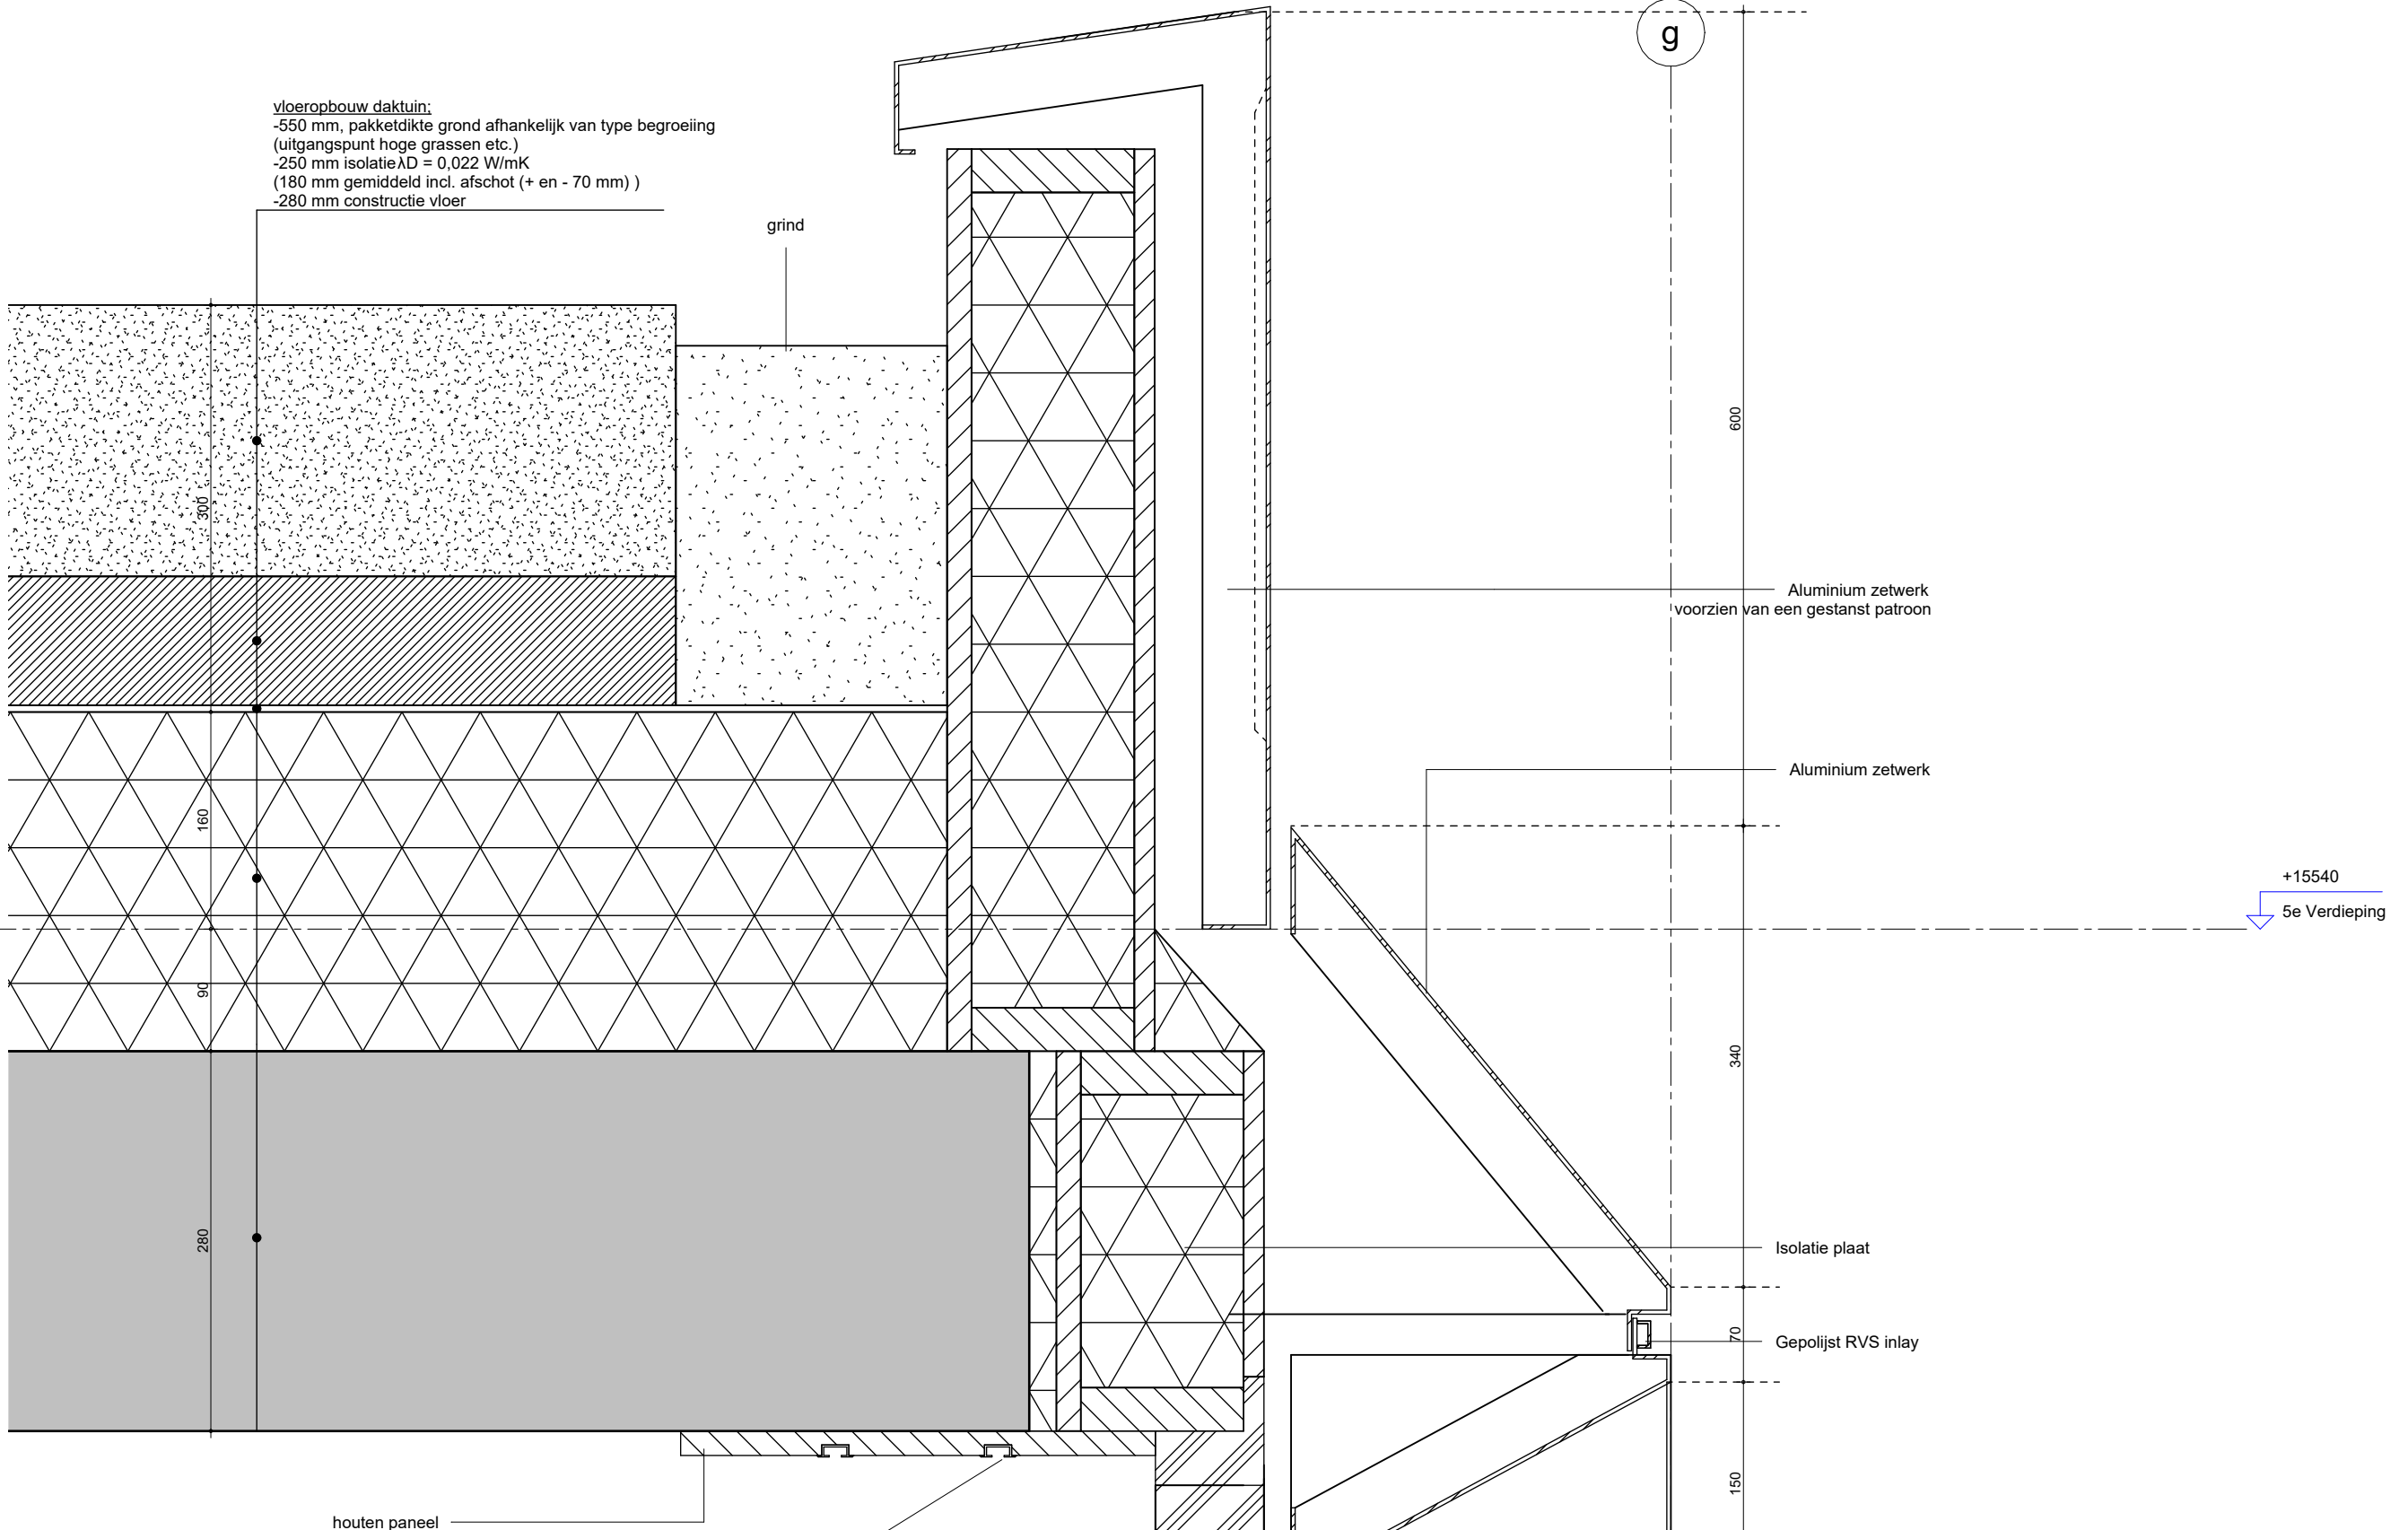 g
vloeropbouw daktuin;
-550 mm, pakketdikte grond afhankelijk van type begroeiing
(uitgangspunt hoge grassen etc.)
-250 mm isolatieλD = 0,022 W/mK
(180 mm gemiddeld incl. afschot (+ en - 70 mm) )
-280 mm constructie vloer
grind
600
300
Aluminium zetwerk
voorzien van een gestanst patroon
Aluminium zetwerk
160
+15540
5e Verdieping
90
340
280
Isolatie plaat
70
Gepolijst RVS inlay
150
houten paneel